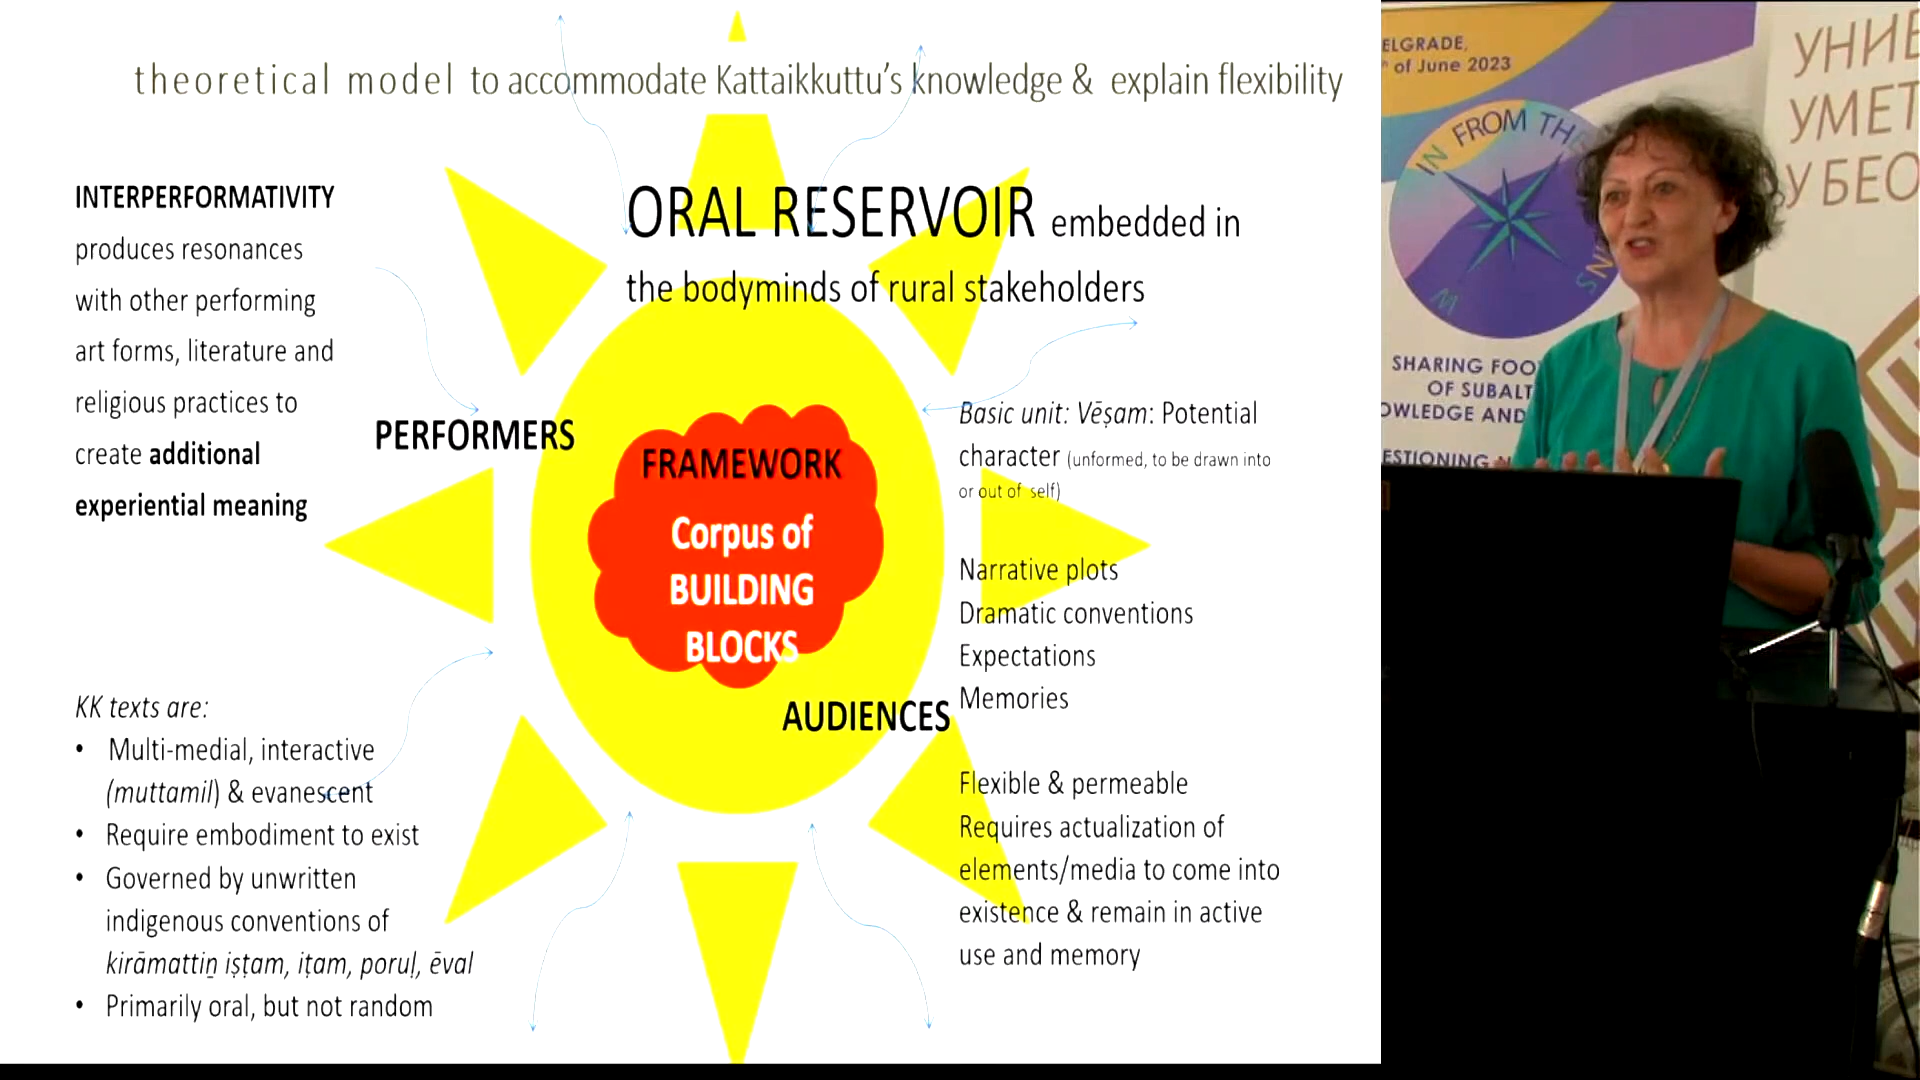 theoretical model to accommodate Kattaikkuttu's knowledge & explain flexibility
INTERPERFORMATIVITY
produces resonances
with other performing
art forms, literature and
religious practices to
create additional
experiential meaning
ORAL RESERVOIR embedded in
the bodyminds of rural stakeholders
PERFORMERS
FRAMEWORK
Corpus of
BUILDING
BLOCKS
AUDIENCES
Basic unit: Vēṣam: Potential
character (unformed, to be drawn into
or out of self)
Narrative plots
Dramatic conventions
Expectations
Memories
Flexible & permeable
Requires actualization of
elements/media to come into
existence & remain in active
use and memory
KK texts are:
• Multi-medial, interactive
(muttamil) & evanescent
• Require embodiment to exist
• Governed by unwritten
indigenous conventions of
kirāmattiṉ iṣṭam, iṭam, poruḷ, ēval
• Primarily oral, but not random
ELGRADE,
of June 2023
IN FROM THE
SHARING FOO
OF SUBALT
OWLEDGE AND
ESTIONING
УНИВЕ
УМЕТ
У БЕО